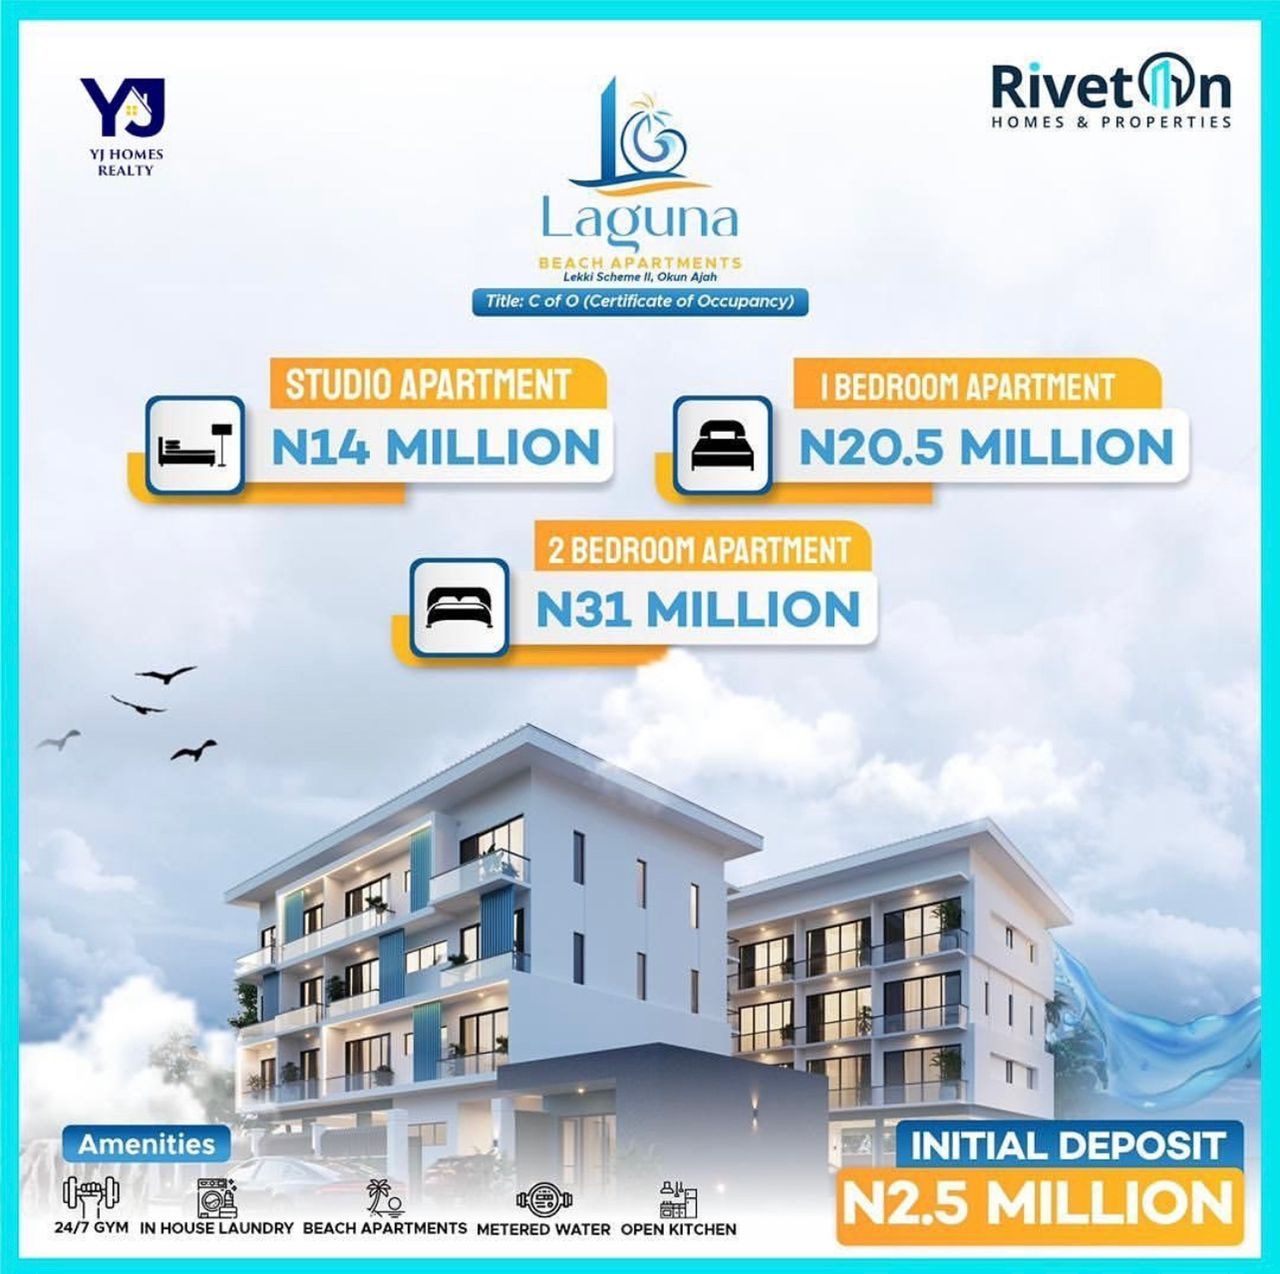 YJ
YJ HOMES
REALTY
Laguna
BEACH APARTMENTS
Lekki Scheme II, Okun Ajah
Title: C of O (Certificate of Occupancy)
RivetOn
HOMES & PROPERTIES
STUDIO APARTMENT
N14 MILLION
1 BEDROOM APARTMENT
N20.5 MILLION
2 BEDROOM APARTMENT
N31 MILLION
Amenities
24/7 GYM
IN HOUSE LAUNDRY
BEACH APARTMENTS
METERED WATER
OPEN KITCHEN
INITIAL DEPOSIT
N2.5 MILLION